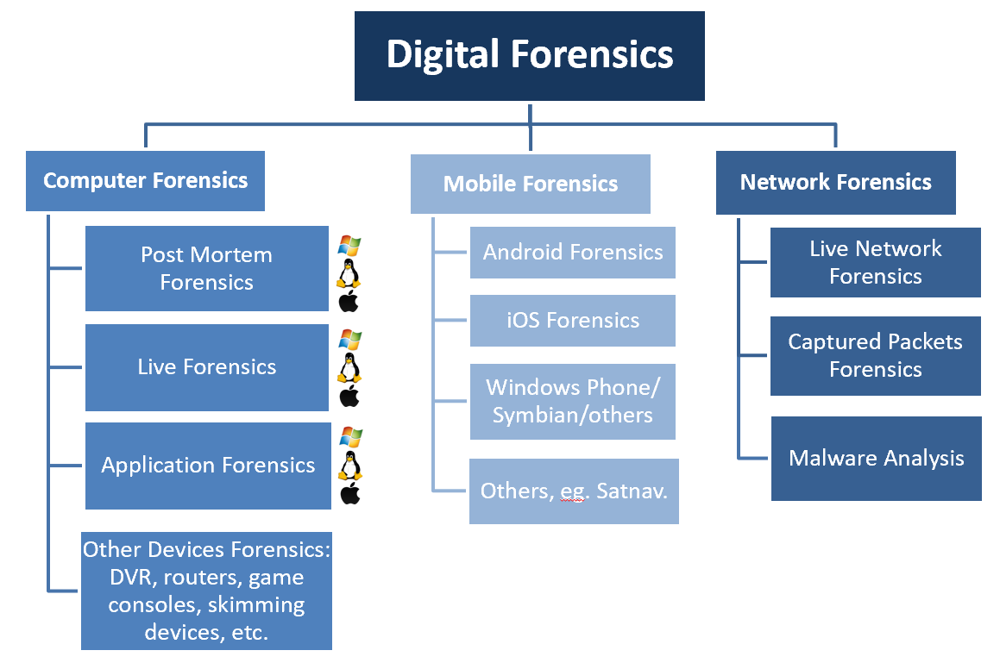 Digital Forensics
Computer Forensics
Post Mortem
Forensics
Live Forensics
Application Forensics
Other Devices Forensics:
DVR, routers, game
consoles, skimming
devices, etc.
Mobile Forensics
Android Forensics
iOS Forensics
Windows Phone/
Symbian/others
Others, eg. Satnav.
Network Forensics
Live Network
Forensics
Captured Packets
Forensics
Malware Analysis